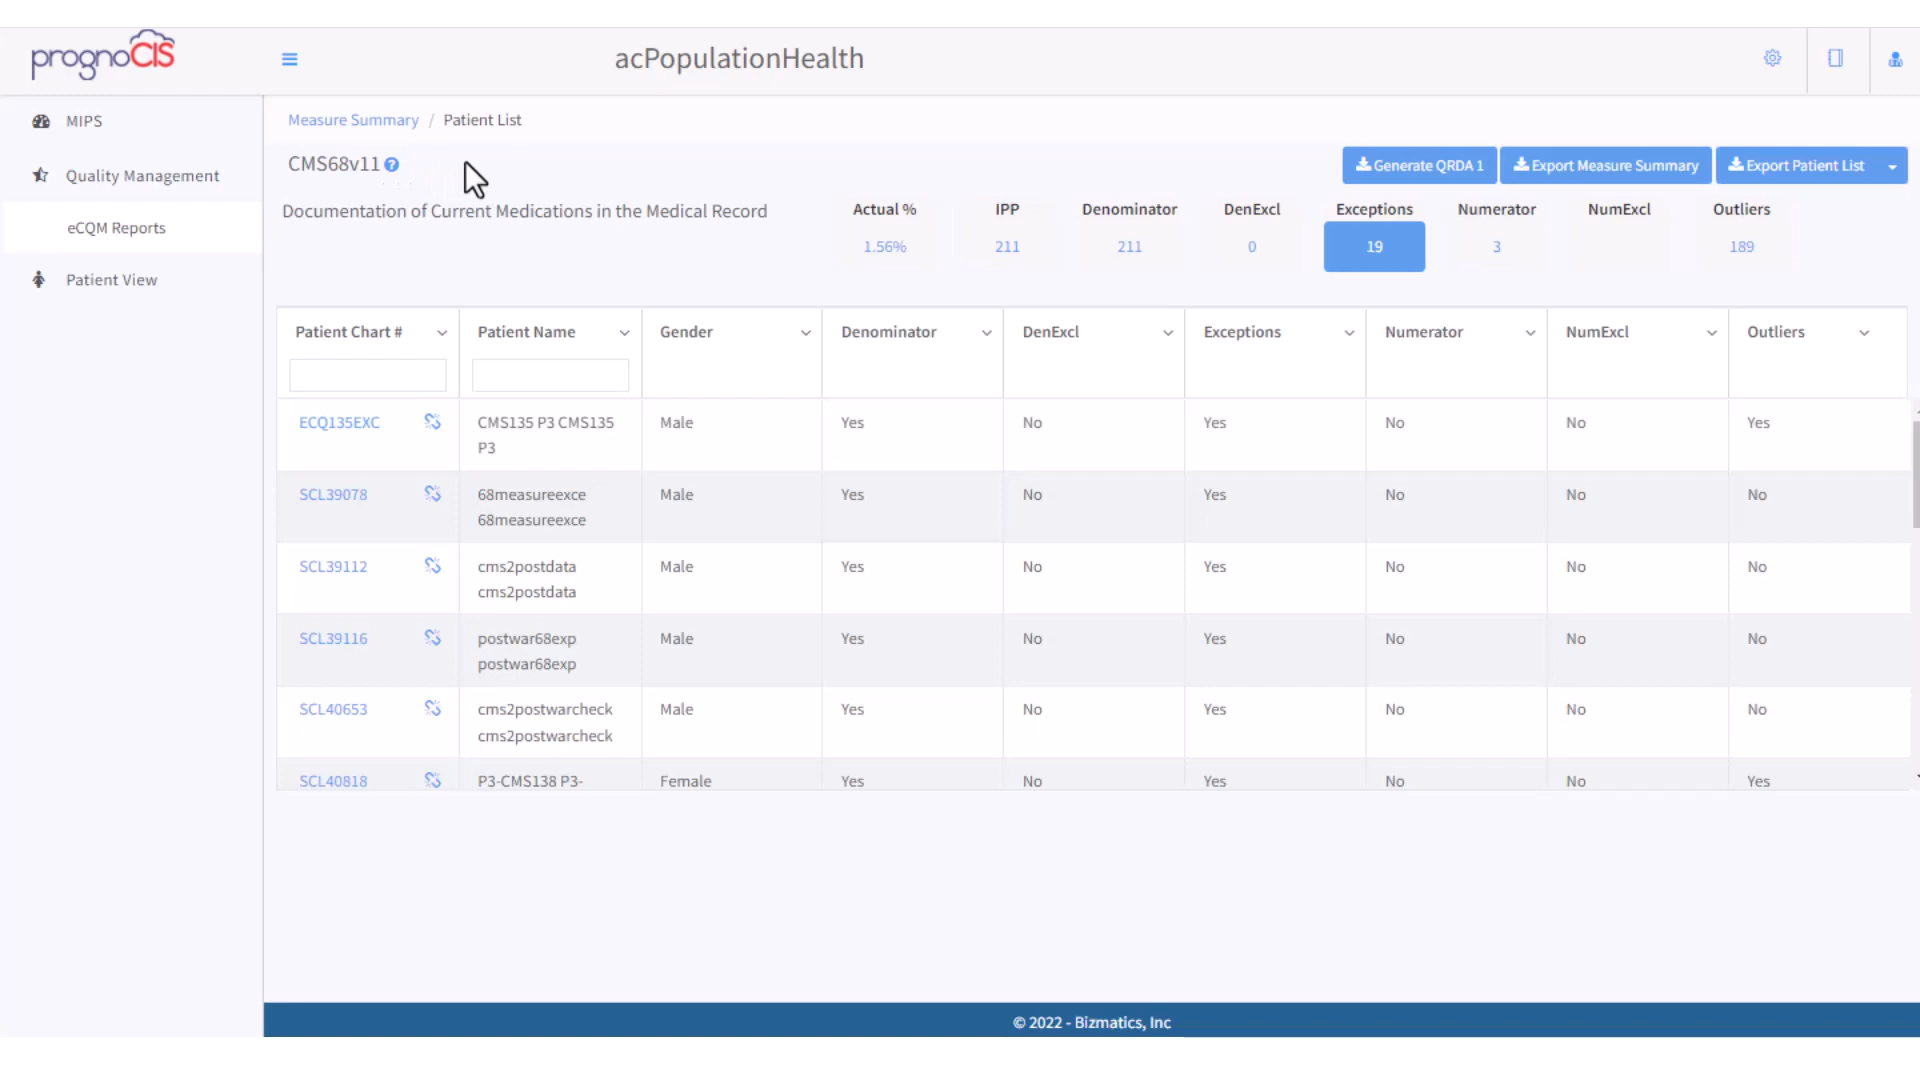 prognoCIS
acPopulationHealth
MIPS
Quality Management
eCQM Reports
Patient View
Measure Summary / Patient List
CMS68v11
Generate QRDA 1 Export Measure Summary Export Patient List
Documentation of Current Medications in the Medical Record
Actual % IPP Denominator DenExcl Exceptions Numerator NumExcl Outliers
1.56% 211 211 0 19 3 189
Patient Chart # Patient Name Gender Denominator DenExcl Exceptions Numerator NumExcl Outliers
ECQ135EXC CMS135 P3 CMS135 Male Yes No Yes No No Yes
P3
SCL39078 68measureexce Male Yes No Yes No No No
68measureexce
SCL39112 cms2postdata Male Yes No Yes No No No
cms2postdata
SCL39116 postwar68exp Male Yes No Yes No No No
postwar68exp
SCL40653 cms2postwarcheck Male Yes No Yes No No No
cms2postwarcheck
SCL40818 P3-CMS138 P3- Female Yes No Yes No No Yes
© 2022 - Bizmatics, Inc